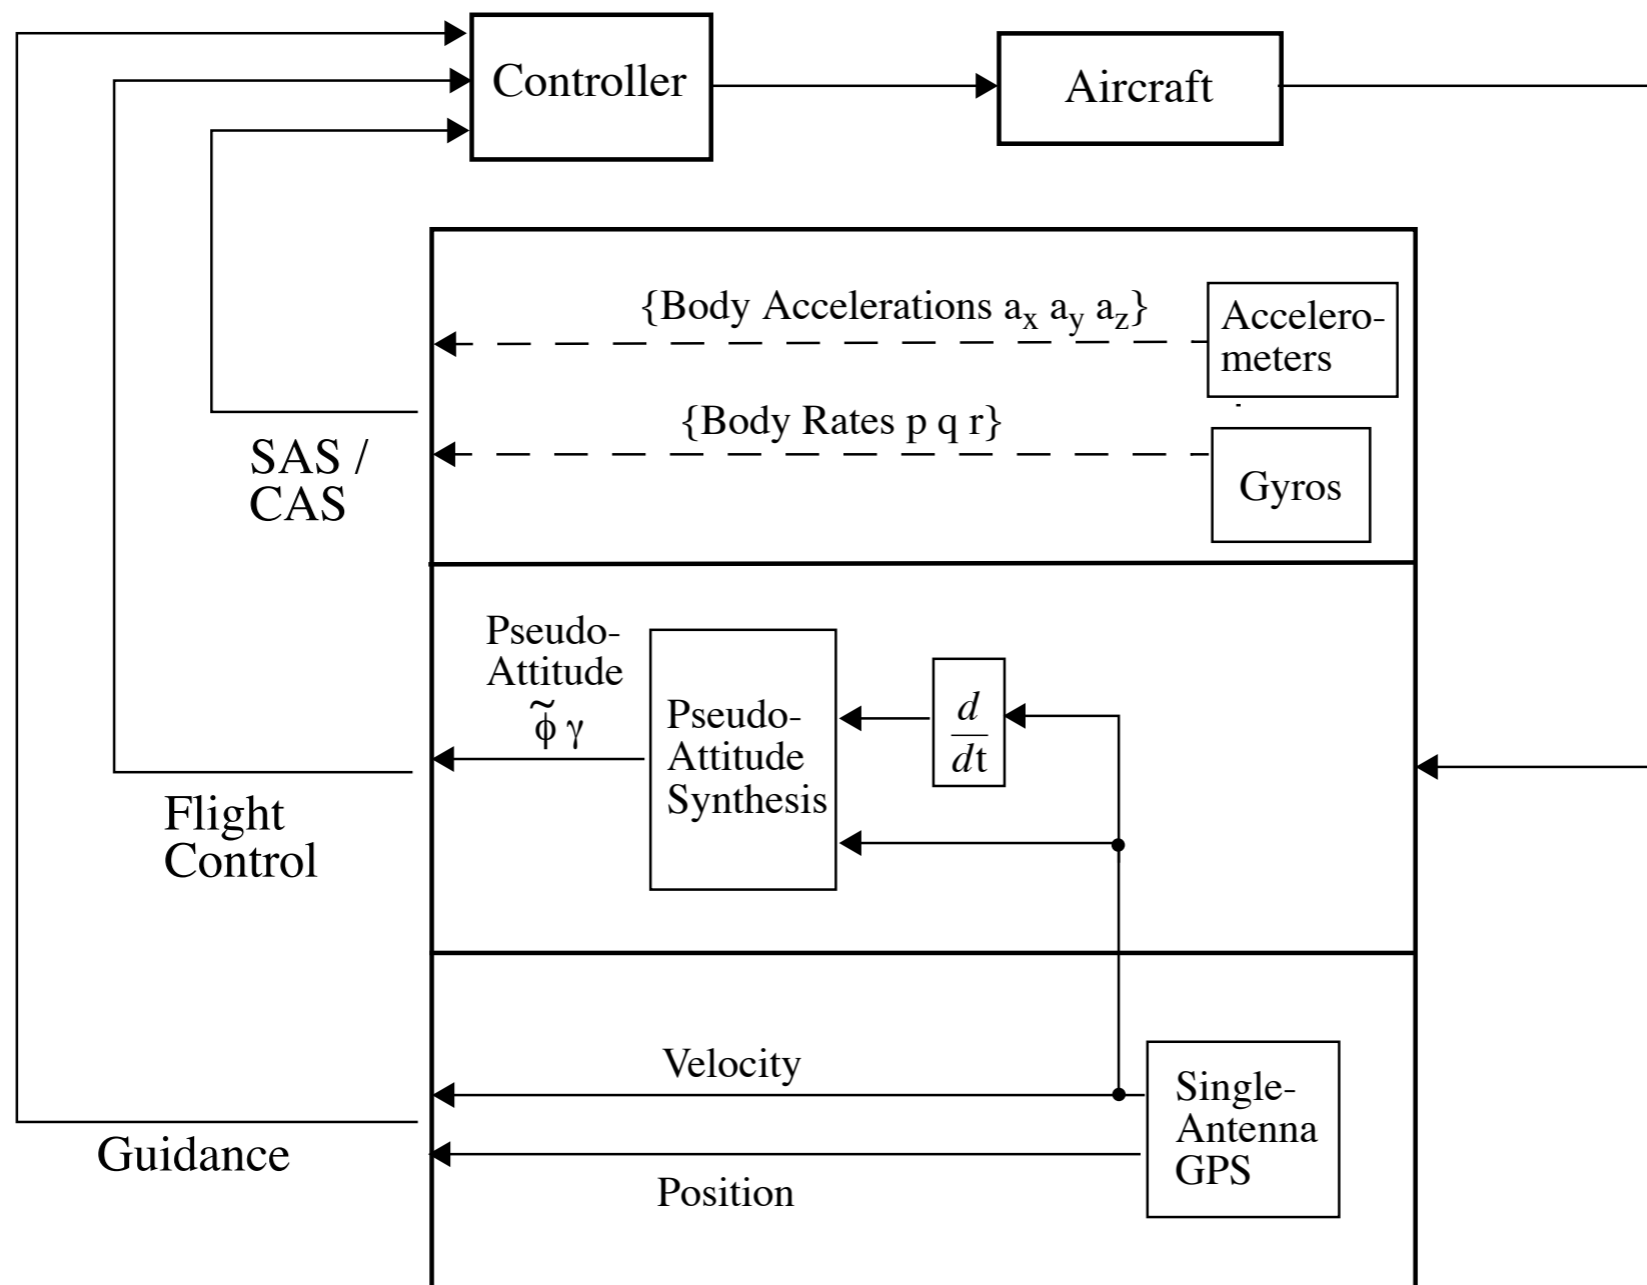 Controller
Aircraft
{Body Accelerations aₓ a_y a_z}
Accelero-
meters
{Body Rates p q r}
Gyros
SAS /
CAS
Pseudo-
Attitude
ϕ̃ γ
Pseudo-
Attitude
Synthesis
d
dt
Flight
Control
Velocity
Single-
Antenna
GPS
Guidance
Position